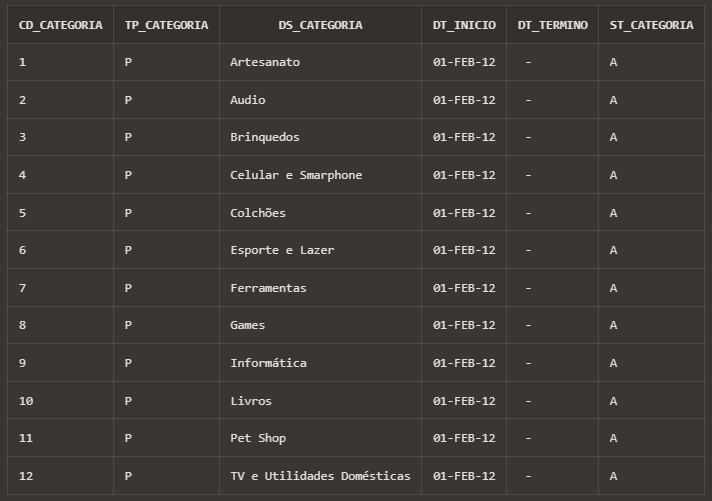 CD_CATEGORIA TP_CATEGORIA DS_CATEGORIA DT_INICIO DT_TERMINO ST_CATEGORIA
1 P Artesanato 01-FEB-12 - A
2 P Audio 01-FEB-12 - A
3 P Brinquedos 01-FEB-12 - A
4 P Celular e Smarphone 01-FEB-12 - A
5 P Colchões 01-FEB-12 - A
6 P Esporte e Lazer 01-FEB-12 - A
7 P Ferramentas 01-FEB-12 - A
8 P Games 01-FEB-12 - A
9 P Informática 01-FEB-12 - A
10 P Livros 01-FEB-12 - A
11 P Pet Shop 01-FEB-12 - A
12 P TV e Utilidades Domésticas 01-FEB-12 - A